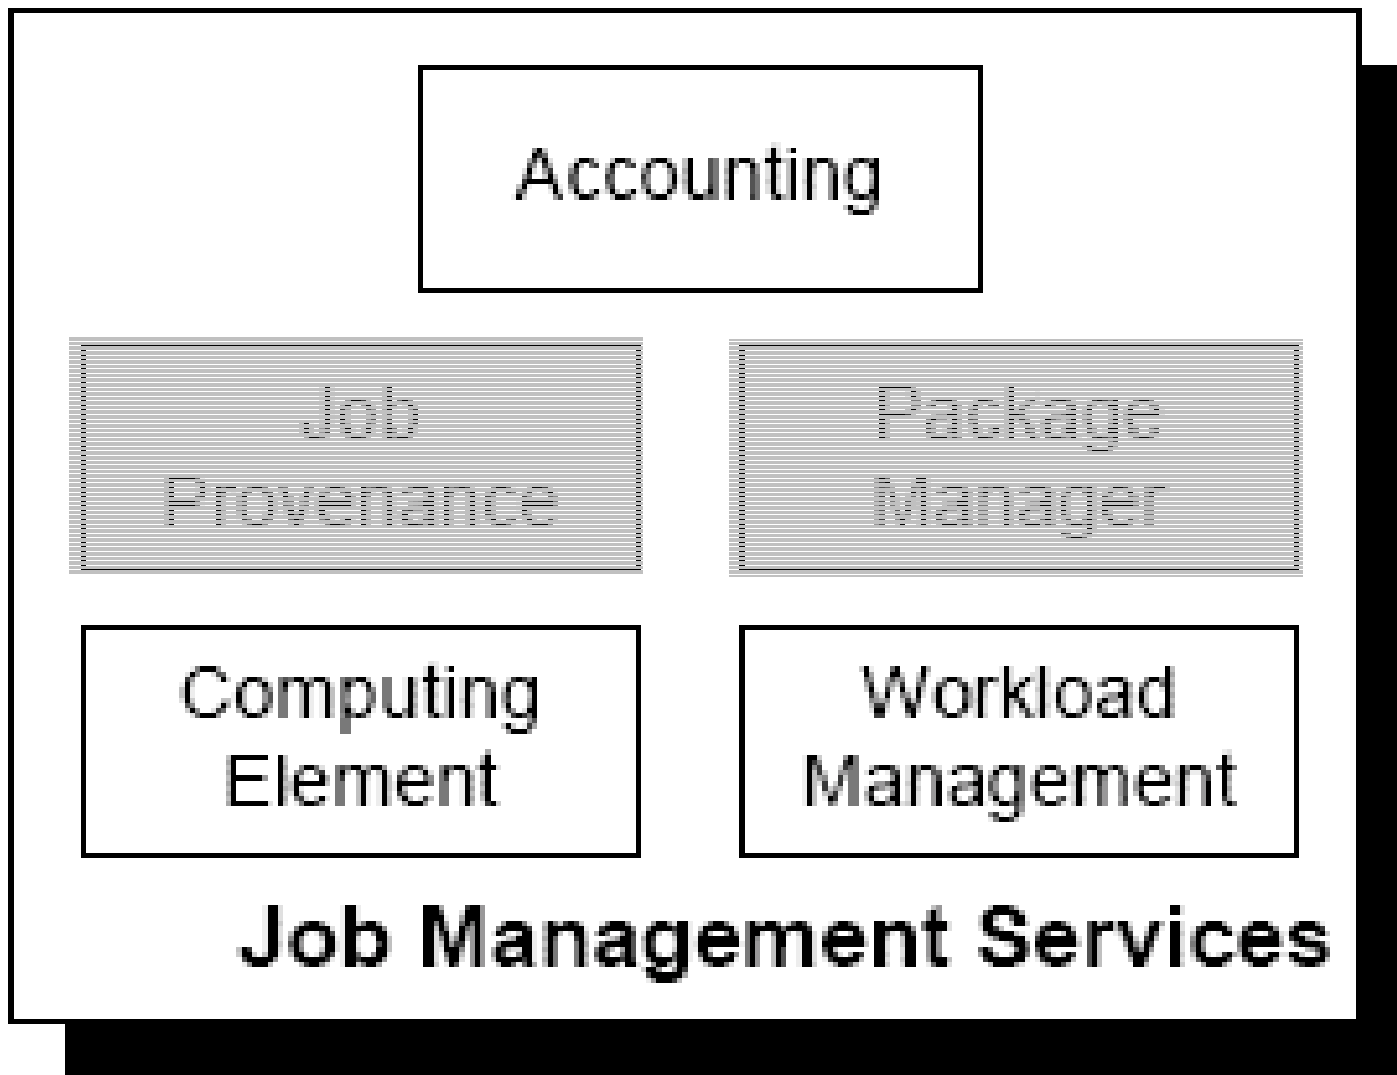 Accounting
Job
Provenance
Package
Manager
Computing
Element
Workload
Management
Job Management Services